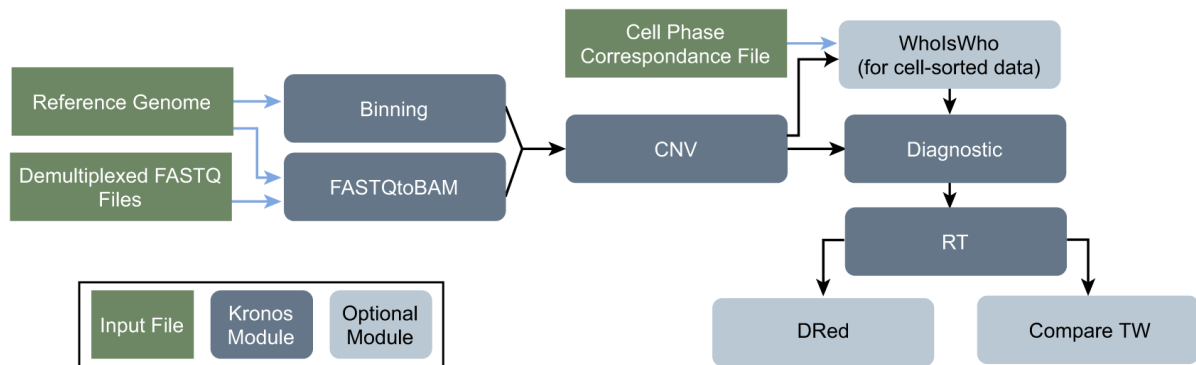 Cell Phase
Correspondance File
WhoIsWho
(for cell-sorted data)
Reference Genome
Binning
CNV
Diagnostic
Demultiplexed FASTQ
Files
FASTQtoBAM
RT
Input File
Kronos
Module
Optional
Module
DRed
Compare TW